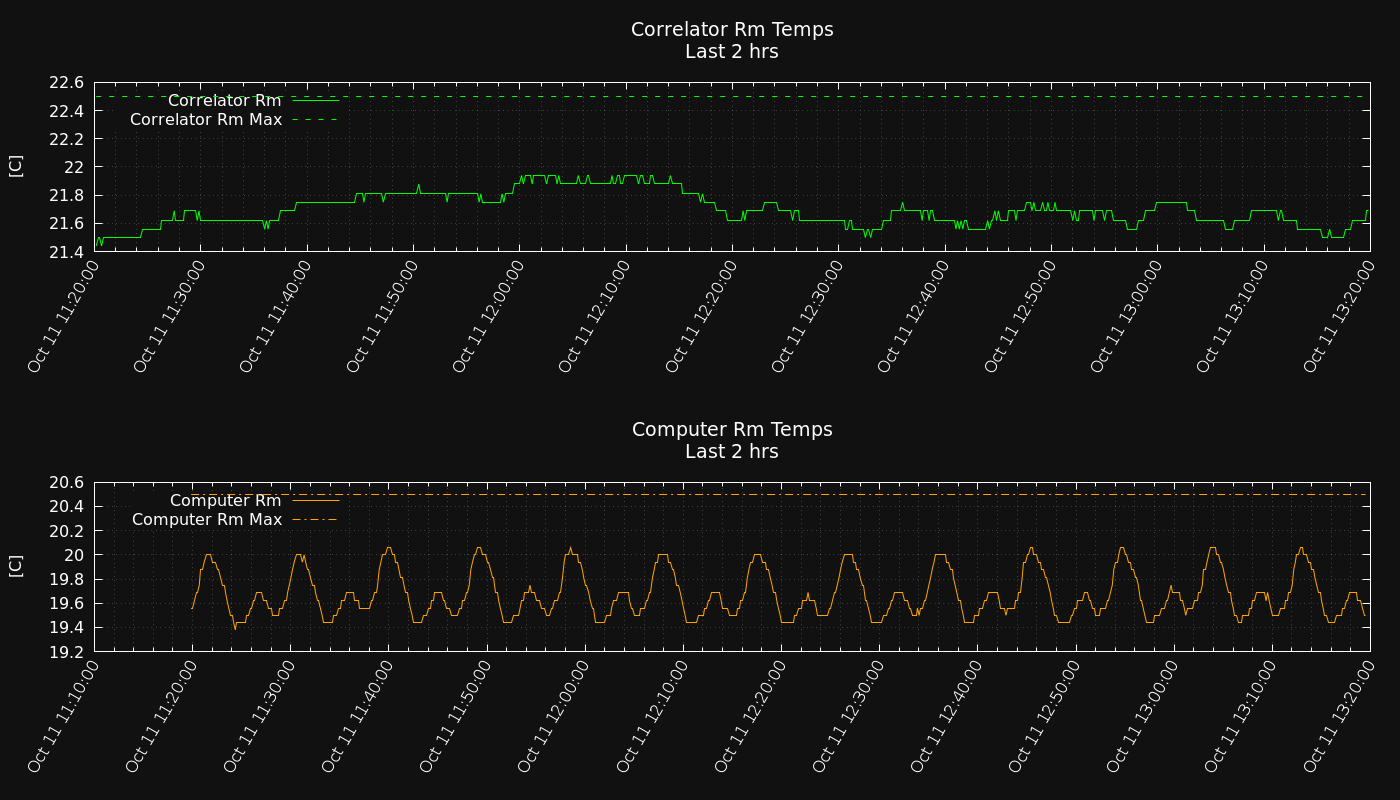 Correlator Rm Temps
Last 2 hrs
22.6
22.4
22.2
22
21.8
21.6
21.4
[C]
Correlator Rm
Correlator Rm Max
Oct 11 11:20:00
Oct 11 11:30:00
Oct 11 11:40:00
Oct 11 11:50:00
Oct 11 12:00:00
Oct 11 12:10:00
Oct 11 12:20:00
Oct 11 12:30:00
Oct 11 12:40:00
Oct 11 12:50:00
Oct 11 13:00:00
Oct 11 13:10:00
Oct 11 13:20:00
Computer Rm Temps
Last 2 hrs
20.6
20.4
20.2
20
19.8
19.6
19.4
19.2
[C]
Computer Rm
Computer Rm Max
Oct 11 11:10:00
Oct 11 11:20:00
Oct 11 11:30:00
Oct 11 11:40:00
Oct 11 11:50:00
Oct 11 12:00:00
Oct 11 12:10:00
Oct 11 12:20:00
Oct 11 12:30:00
Oct 11 12:40:00
Oct 11 12:50:00
Oct 11 13:00:00
Oct 11 13:10:00
Oct 11 13:20:00